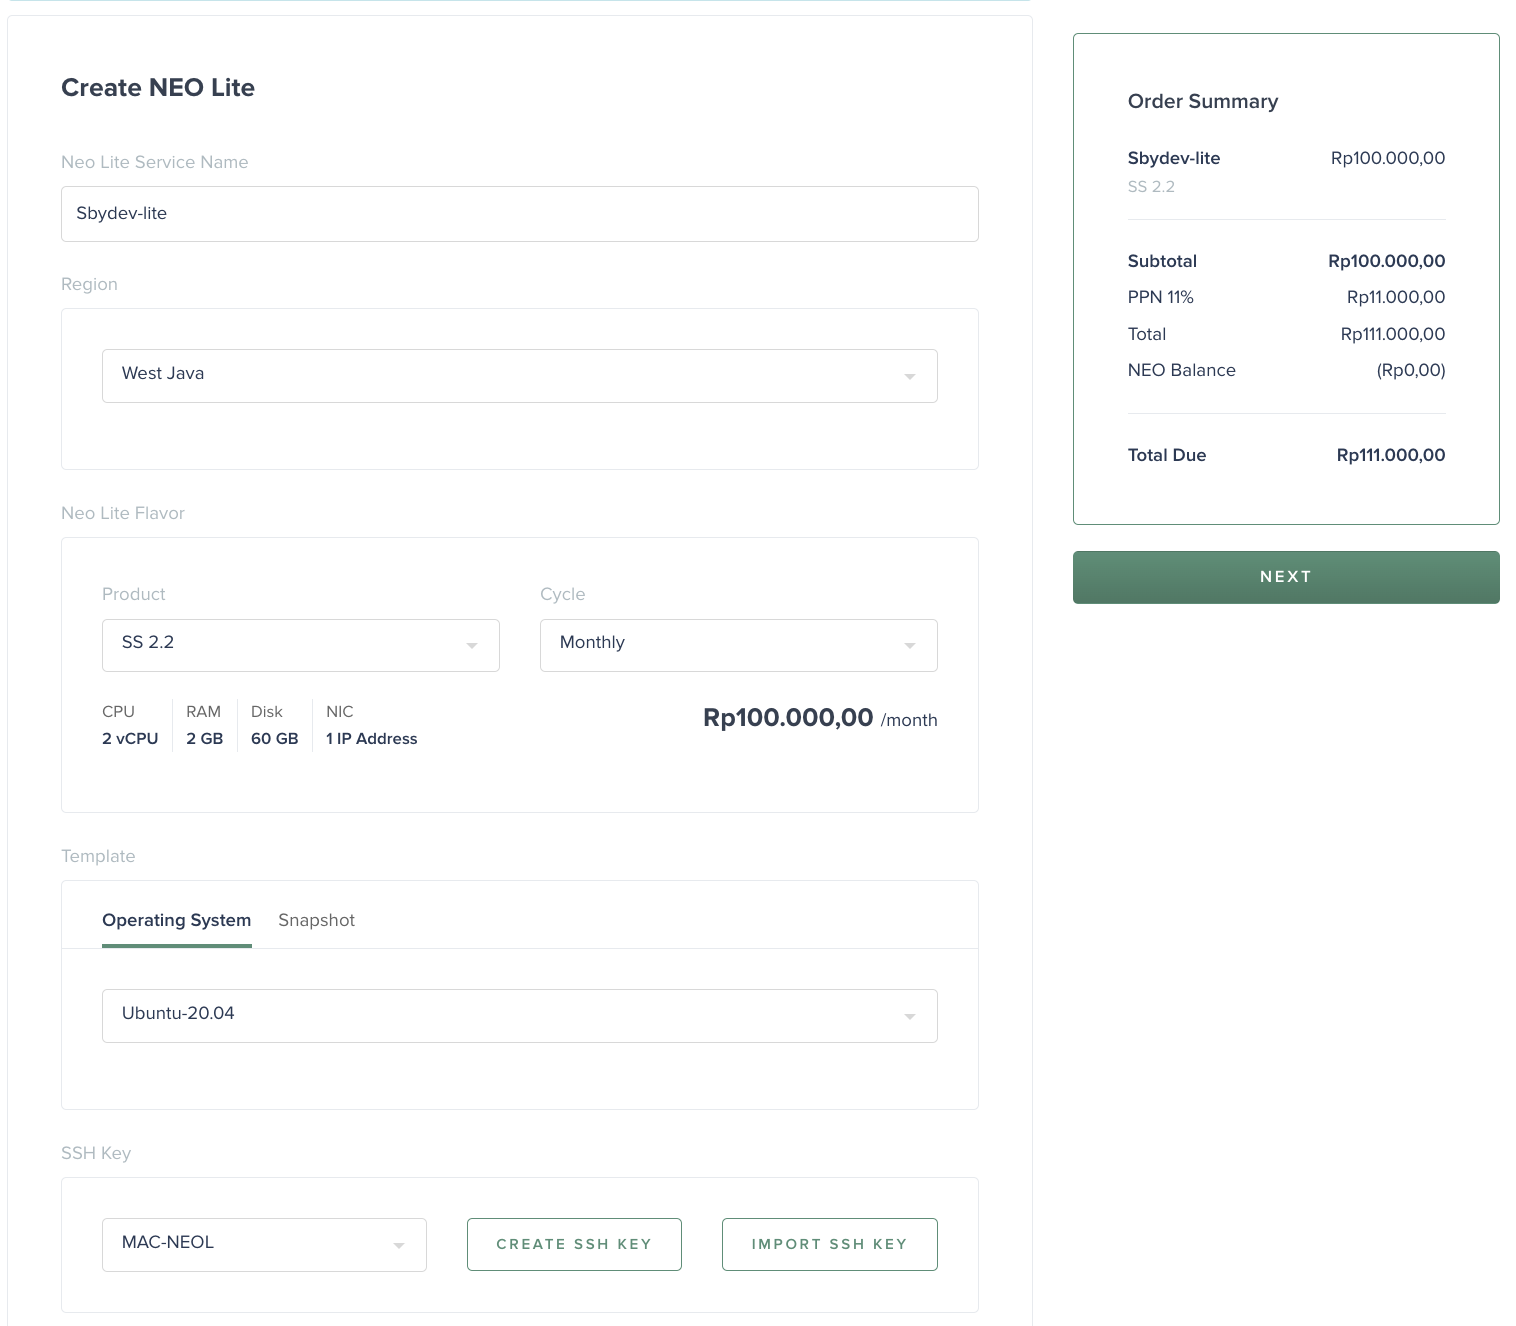 Create NEO Lite
Neo Lite Service Name
Sbydev-lite
Region
West Java
Neo Lite Flavor
Product
Cycle
SS 2.2
Monthly
CPU RAM Disk NIC
2 vCPU 2 GB 60 GB 1 IP Address
Rp100.000,00 /month
Template
Operating System Snapshot
Ubuntu-20.04
SSH Key
MAC-NEOL
CREATE SSH KEY
IMPORT SSH KEY
Order Summary
Sbydev-lite Rp100.000,00
SS 2.2
Subtotal Rp100.000,00
PPN 11% Rp11.000,00
Total Rp111.000,00
NEO Balance (Rp0,00)
Total Due Rp111.000,00
NEXT